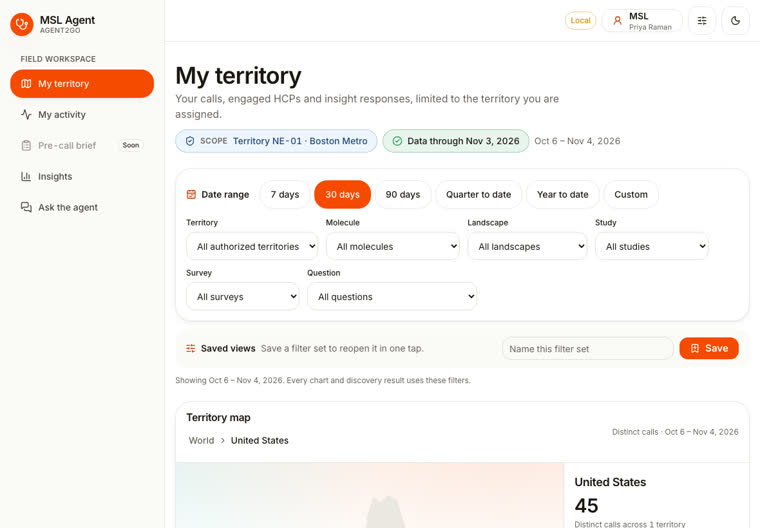 MSL Agent
AGENT2GO
FIELD WORKSPACE
My territory
My activity
Pre-call brief
Soon
Insights
Ask the agent
Local
MSL
Priya Raman
My territory
Your calls, engaged HCPs and insight responses, limited to the territory you are
assigned.
SCOPE Territory NE-01 · Boston Metro
Data through Nov 3, 2026
Oct 6 – Nov 4, 2026
Date range
7 days
30 days
90 days
Quarter to date
Year to date
Custom
Territory
Molecule
Landscape
Study
All authorized territories
All molecules
All landscapes
All studies
Survey
Question
All surveys
All questions
Saved views Save a filter set to reopen it in one tap.
Name this filter set
Save
Showing Oct 6 – Nov 4, 2026. Every chart and discovery result uses these filters.
Territory map
World > United States
Distinct calls · Oct 6 – Nov 4, 2026
United States
45
Distinct calls across 1 territory